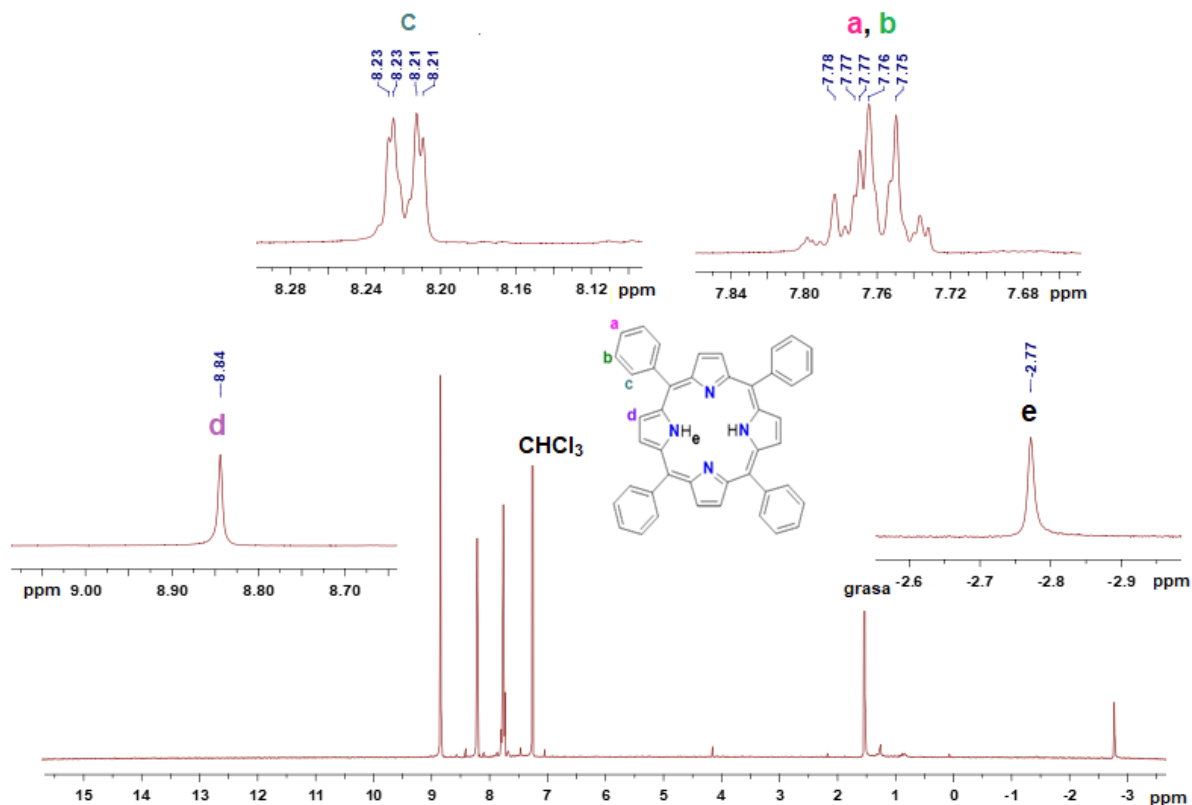 c
a, b
8.23 8.23 8.21 8.21
7.78 7.77 7.77 7.76 7.75
8.28 8.24 8.20 8.16 8.12 ppm
7.84 7.80 7.76 7.72 7.68 ppm
a
b
c
d
NH
e
N
HN
N
8.84
d
CHCl3
-2.77
e
ppm 9.00 8.90 8.80 8.70
-2.6 -2.7 -2.8 -2.9 ppm
grasa
15 14 13 12 11 10 9 8 7 6 5 4 3 2 1 0 -1 -2 -3 ppm